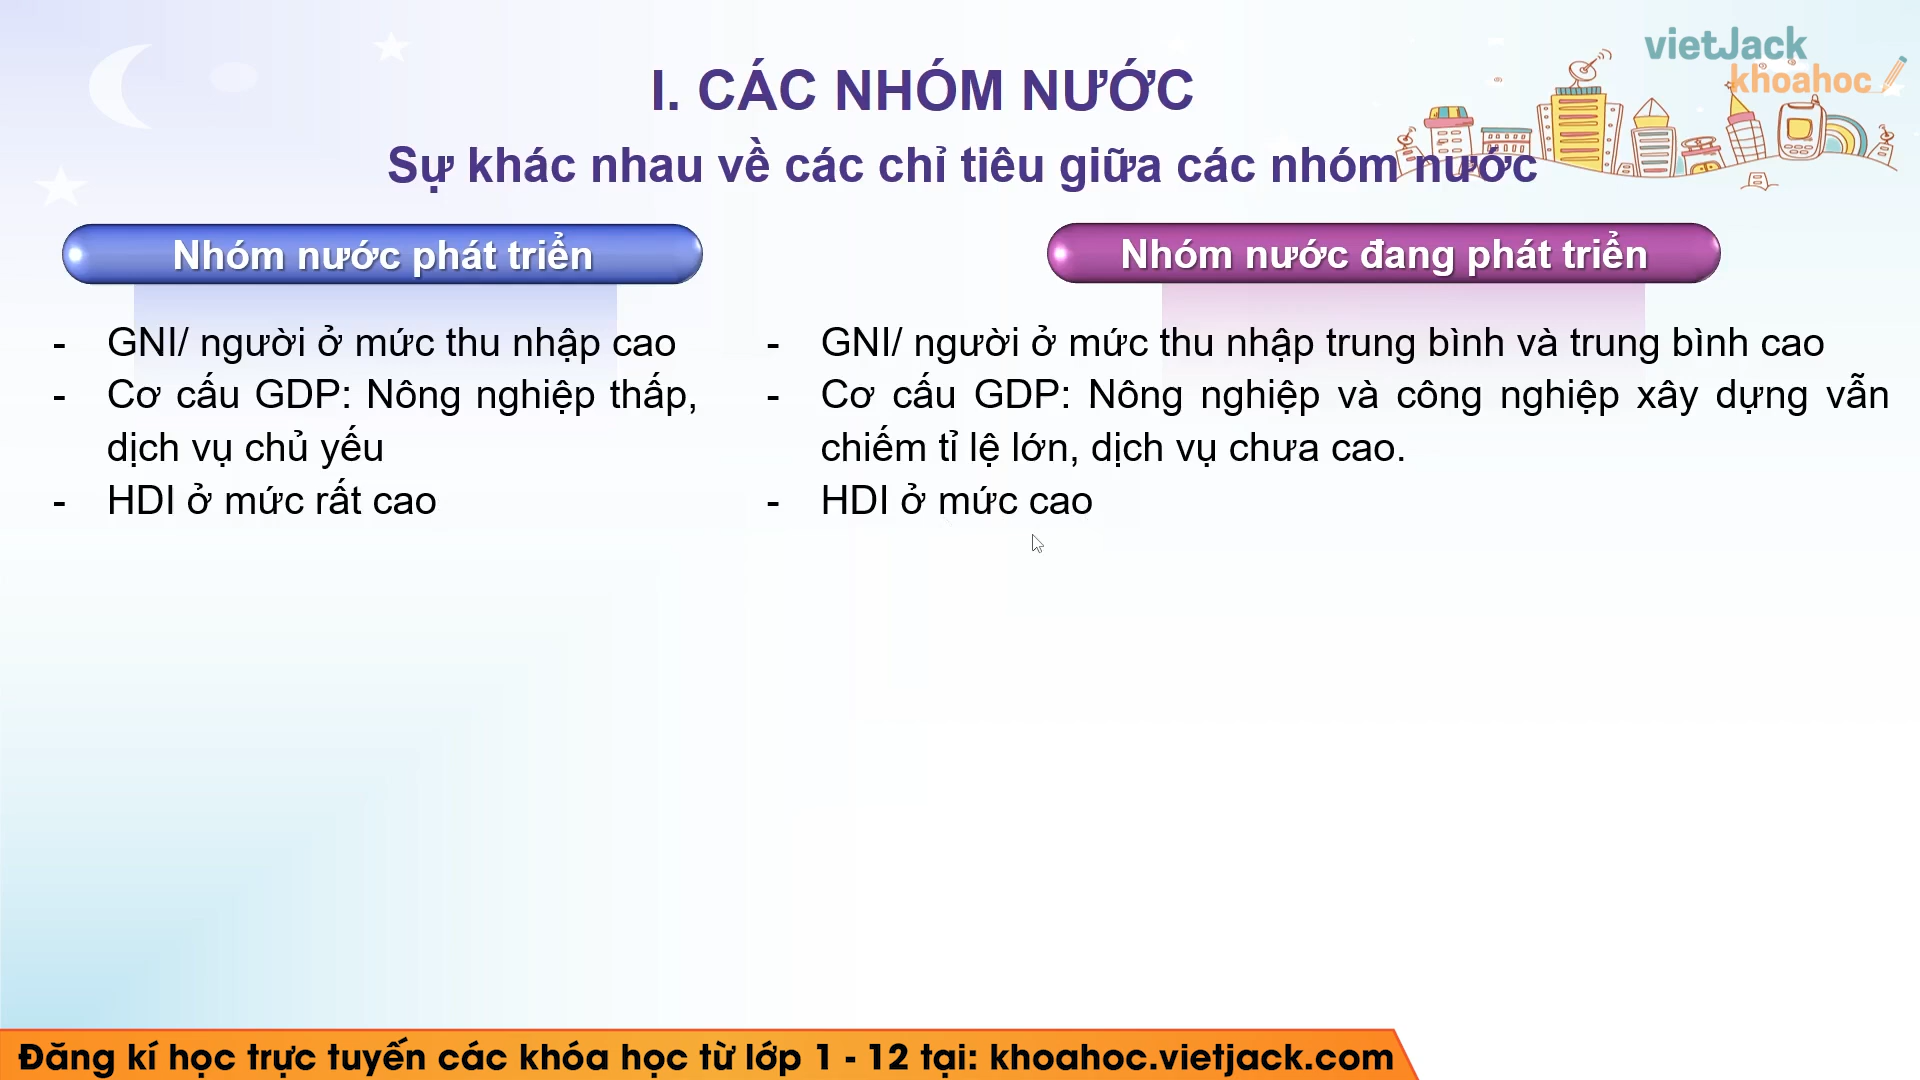 vietJack
khoahoc
I. CÁC NHÓM NƯỚC
Sự khác nhau về các chỉ tiêu giữa các nhóm nước
Nhóm nước phát triển
- GNI/ người ở mức thu nhập cao
- Cơ cấu GDP: Nông nghiệp thấp,
dịch vụ chủ yếu
- HDI ở mức rất cao
Nhóm nước đang phát triển
- GNI/ người ở mức thu nhập trung bình và trung bình cao
- Cơ cấu GDP: Nông nghiệp và công nghiệp xây dựng vẫn
chiếm tỉ lệ lớn, dịch vụ chưa cao.
- HDI ở mức cao
Đăng kí học trực tuyến các khóa học từ lớp 1 - 12 tại: khoahoc.vietjack.com